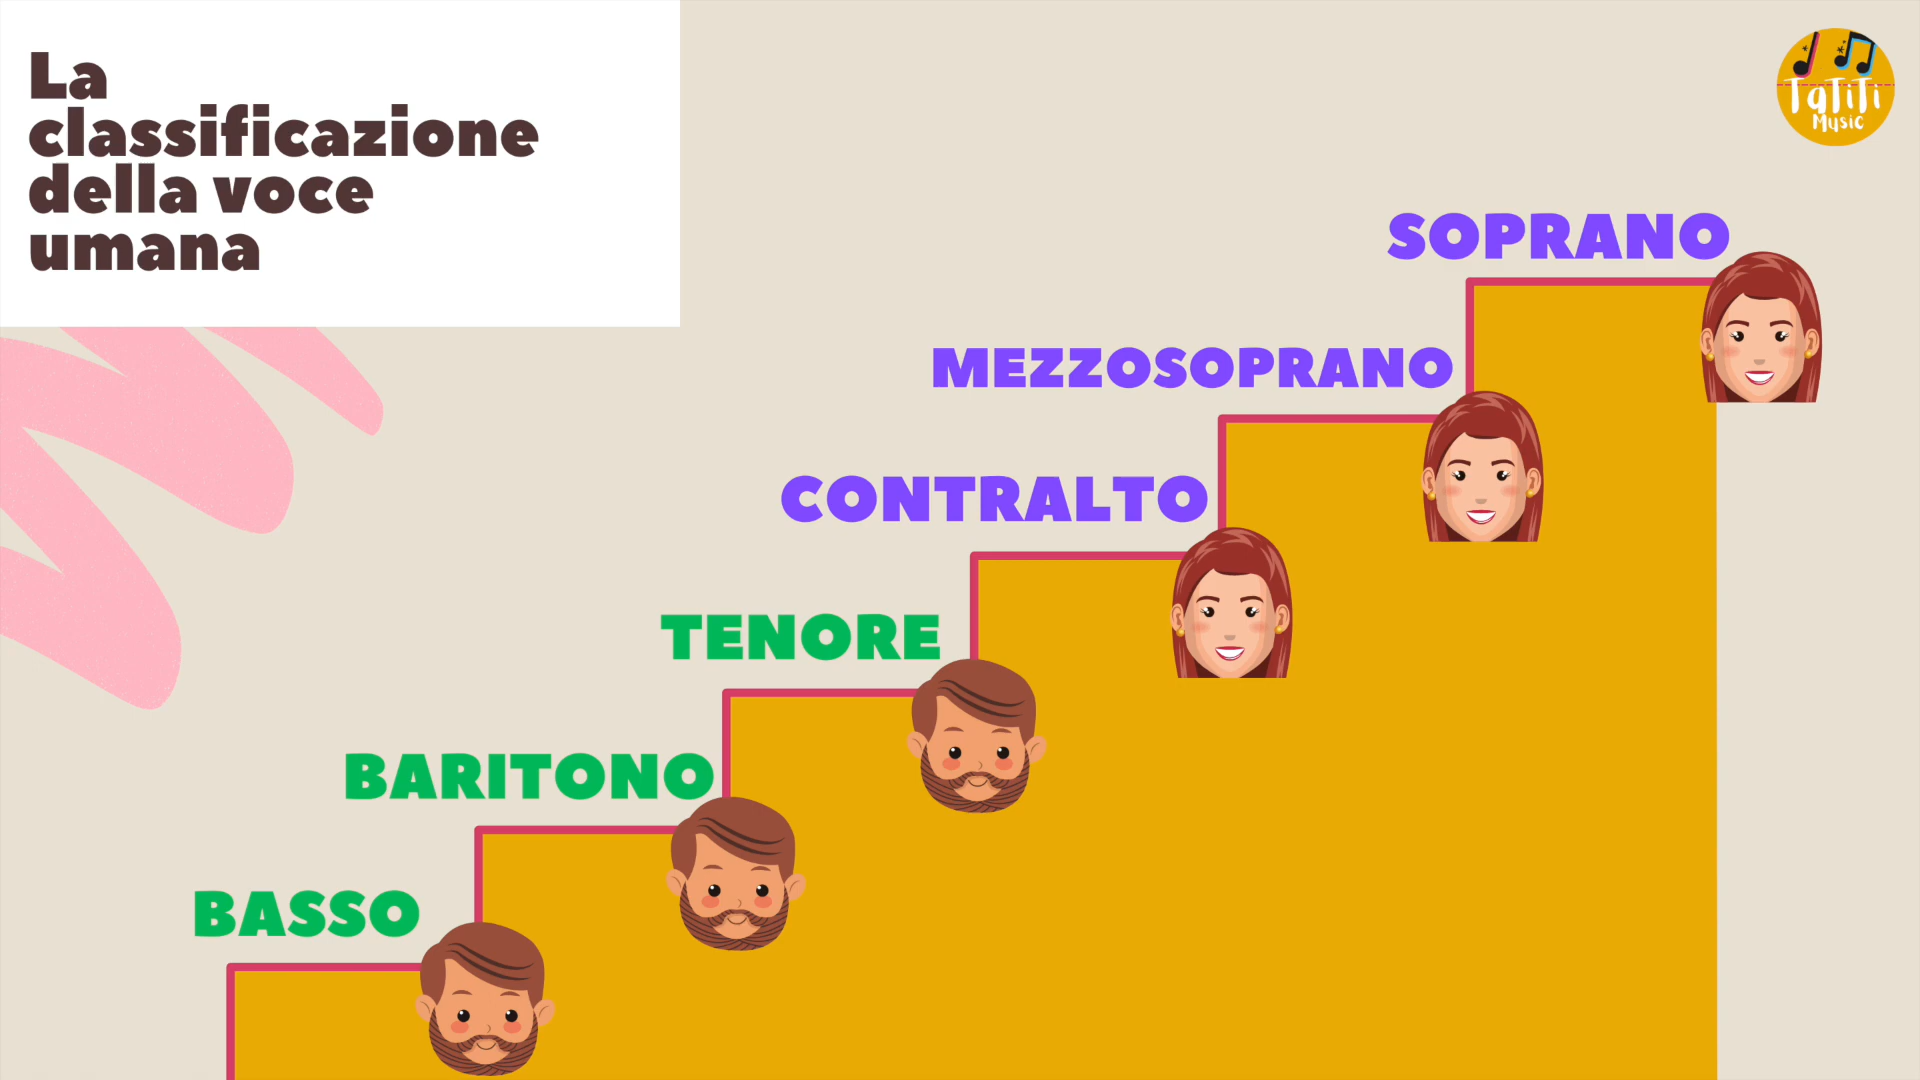 La
classificazione
della voce
umana
TaTiTi
Music
SOPRANO
MEZZOSOPRANO
CONTRALTO
TENORE
BARITONO
BASSO